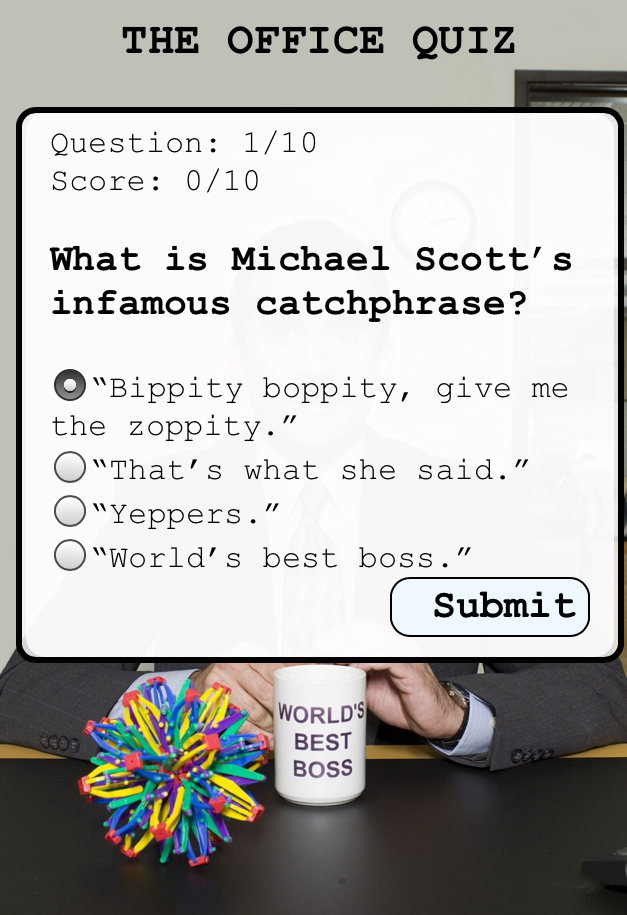 THE OFFICE QUIZ
Question: 1/10
Score: 0/10
What is Michael Scott’s
infamous catchphrase?
“Bippity boppity, give me
the zoppity.”
“That’s what she said.”
“Yeppers.”
“World’s best boss.”
Submit
WORLD'S
BEST
BOSS